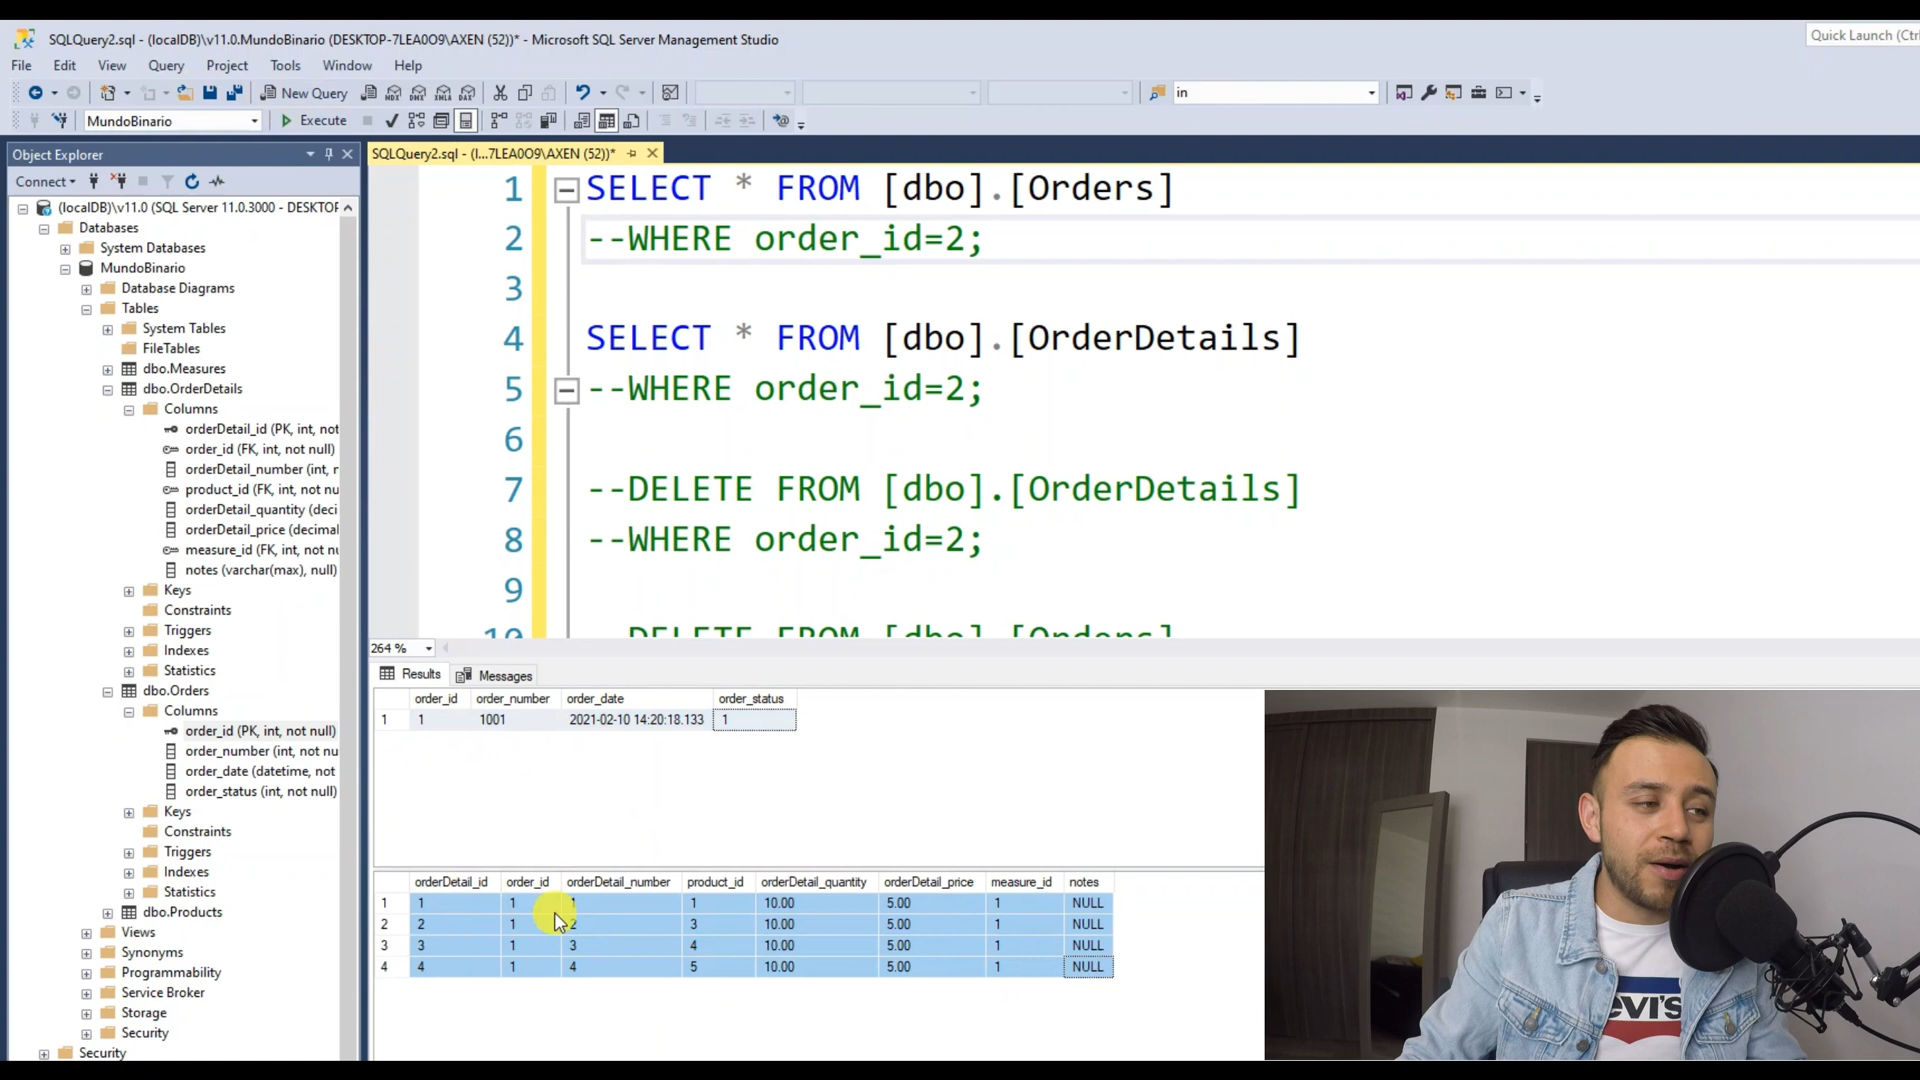 SQLQuery2.sql - (localDB)\v11.0.MundoBinario (DESKTOP-7LEA0O9\AXEN (52))* - Microsoft SQL Server Management Studio
Quick Launch (Ctrl
File Edit View Query Project Tools Window Help
New Query
in
MundoBinario
Execute
Object Explorer
SQLQuery2.sql - (l...7LEA0O9\AXEN (52))*
Connect
(localDB)\v11.0 (SQL Server 11.0.3000 - DESKTOP
Databases
System Databases
MundoBinario
Database Diagrams
Tables
System Tables
FileTables
dbo.Measures
dbo.OrderDetails
Columns
orderDetail_id (PK, int, not
order_id (FK, int, not null)
orderDetail_number (int, n
product_id (FK, int, not nu
orderDetail_quantity (deci
orderDetail_price (decimal
measure_id (FK, int, not nu
notes (varchar(max), null)
Keys
Constraints
Triggers
Indexes
Statistics
dbo.Orders
Columns
order_id (PK, int, not null)
order_number (int, not nu
order_date (datetime, not
order_status (int, not null)
Keys
Constraints
Triggers
Indexes
Statistics
dbo.Products
Views
Synonyms
Programmability
Service Broker
Storage
Security
Security
1 SELECT * FROM [dbo].[Orders]
2 --WHERE order_id=2;
3
4 SELECT * FROM [dbo].[OrderDetails]
5 --WHERE order_id=2;
6
7 --DELETE FROM [dbo].[OrderDetails]
8 --WHERE order_id=2;
9
10 --DELETE FROM [dbo].[Orders]
264 %
Results Messages
order_id order_number order_date order_status
1 1 1001 2021-02-10 14:20:18.133 1
orderDetail_id order_id orderDetail_number product_id orderDetail_quantity orderDetail_price measure_id notes
1 1 1 1 1 10.00 5.00 1 NULL
2 2 1 2 3 10.00 5.00 1 NULL
3 3 1 3 4 10.00 5.00 1 NULL
4 4 1 4 5 10.00 5.00 1 NULL
evi's